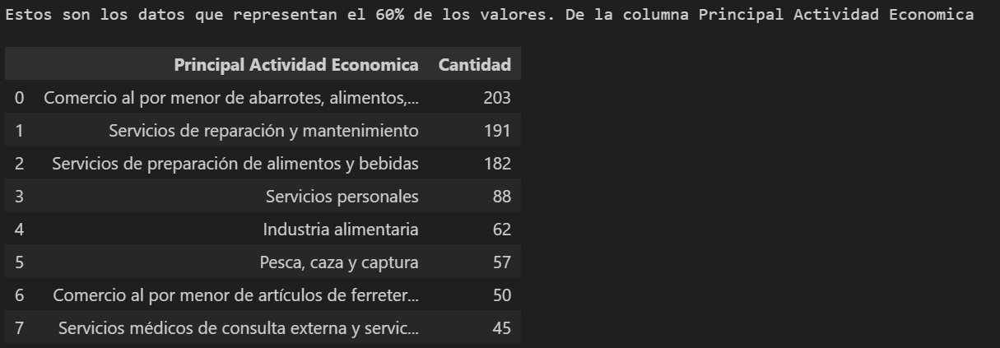 Estos son los datos que representan el 60% de los valores. De la columna Principal Actividad Economica
Principal Actividad Economica Cantidad
0 Comercio al por menor de abarrotes, alimentos,... 203
1 Servicios de reparación y mantenimiento 191
2 Servicios de preparación de alimentos y bebidas 182
3 Servicios personales 88
4 Industria alimentaria 62
5 Pesca, caza y captura 57
6 Comercio al por menor de artículos de ferreter... 50
7 Servicios médicos de consulta externa y servic... 45